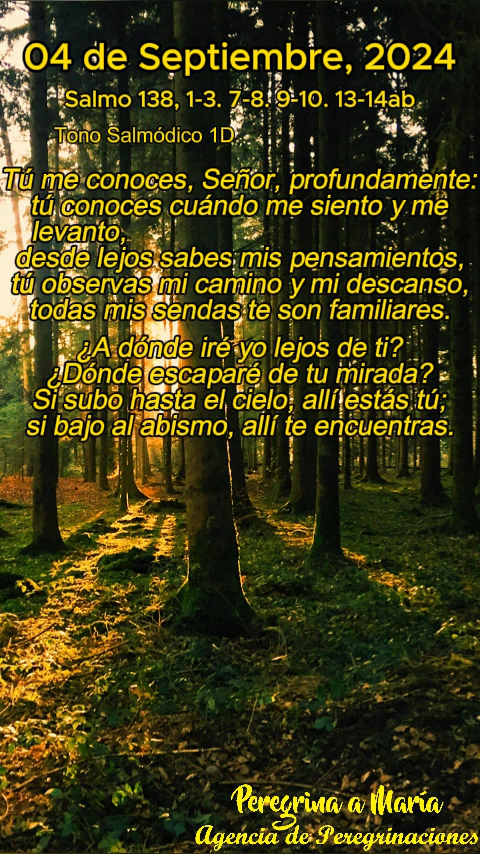 04 de Septiembre, 2024
Salmo 138, 1-3. 7-8. 9-10. 13-14ab
Tono Salmódico 1D
Tú me conoces, Señor, profundamente:
tú conoces cuándo me siento y me
levanto,
desde lejos sabes mis pensamientos,
tú observas mi camino y mi descanso,
todas mis sendas te son familiares.
¿A dónde iré yo lejos de ti?
¿Dónde escaparé de tu mirada?
Si subo hasta el cielo, allí estás tú;
si bajo al abismo, allí te encuentras.
Peregrina a María
Agencia de Peregrinaciones